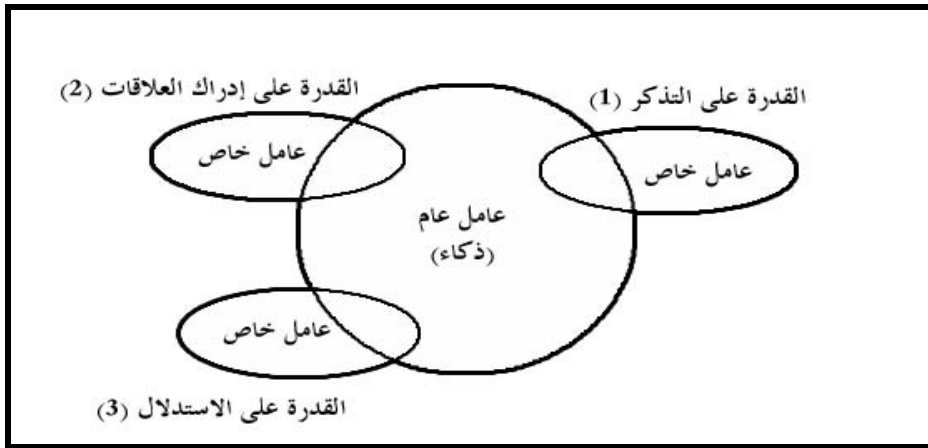 القدرة على التذكر (1)
القدرة على إدراك العلاقات (2)
عامل خاص
عامل خاص
عامل عام
(ذكاء)
عامل خاص
القدرة على الاستدلال (3)